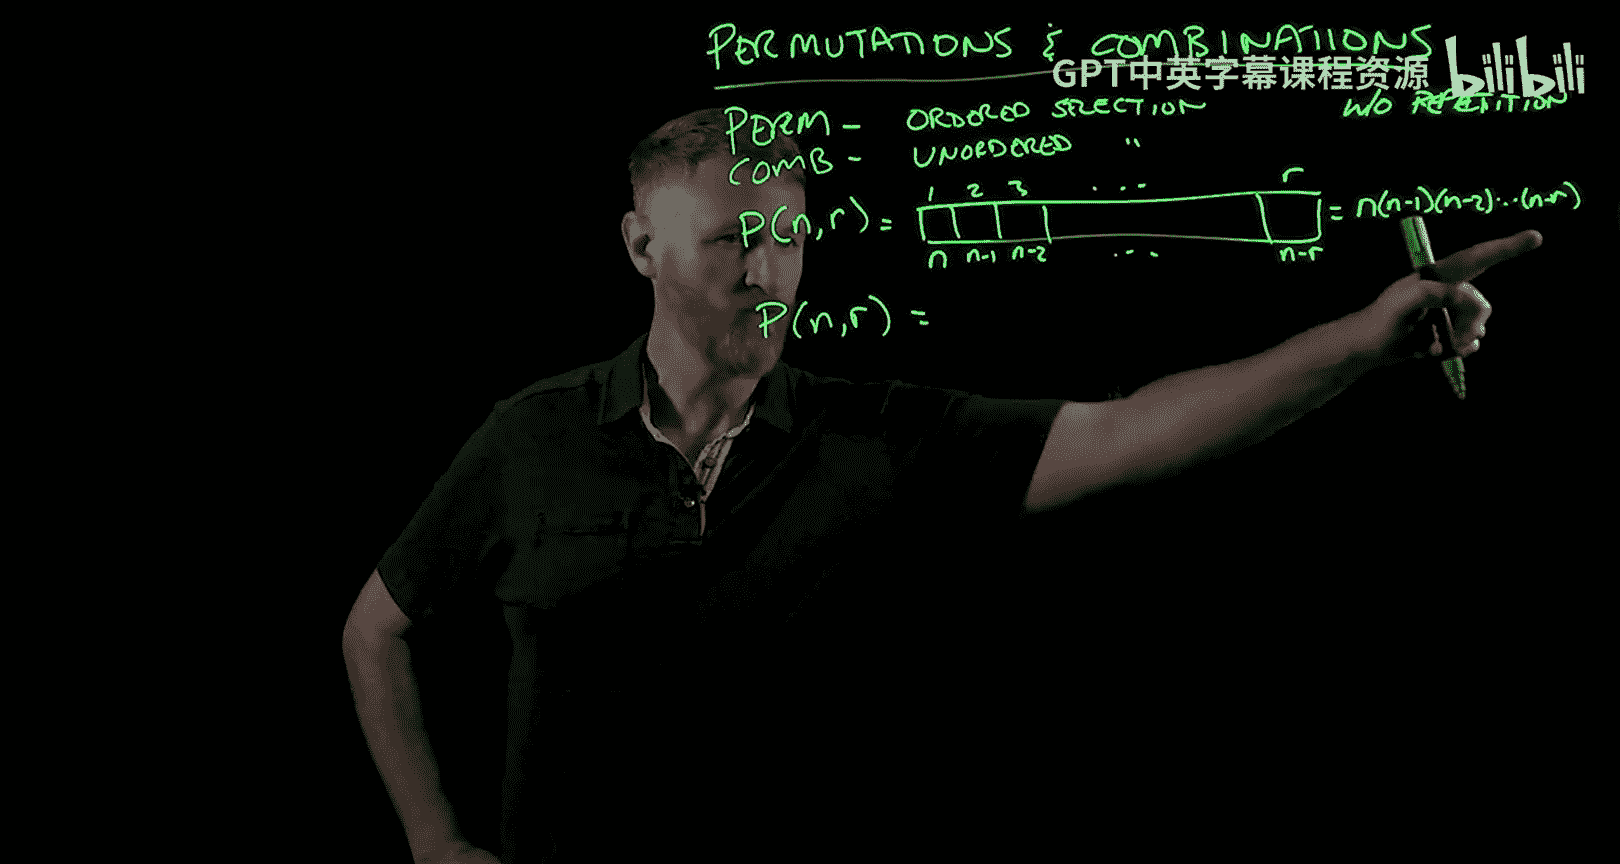 PERMUTATIONS & COMBINATIONS
GPT中英字幕课程资源 bilibili
PERM - ORDERED SELECTION W/O REPETITION
COMB - UNORDERED "
1 2 3 ... r
P(n,r) = = n(n-1)(n-2)...(n-r)
n n-1 n-2 ... n-r
P(n,r) =